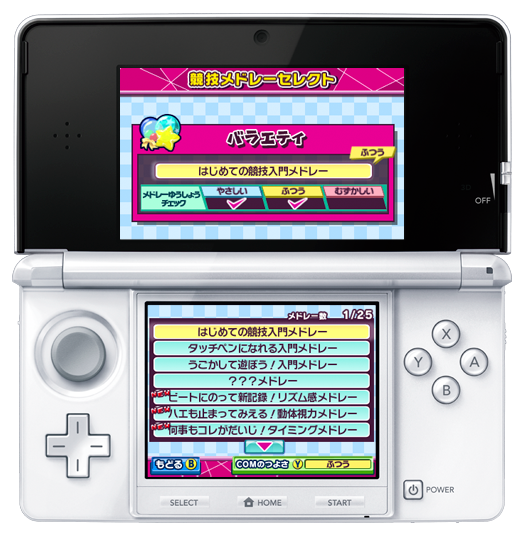 競技メドレーセレクト
バラエティ
ふつう
はじめての競技入門メドレー
メドレーゆうしょうチェック
やさしい
ふつう
むずかしい
OFF
メドレー数 1/25
はじめての競技入門メドレー
タッチペンになれる入門メドレー
うごかして遊ぼう!入門メドレー
???メドレー
NEW ビートにのって新記録!リズム感メドレー
NEW ハエも止まってみえる!動体視力メドレー
NEW 何事もコレがだいじ!タイミングメドレー
もどる B
COMのつよさ Y ふつう
X
Y
A
B
SELECT
HOME
START
POWER